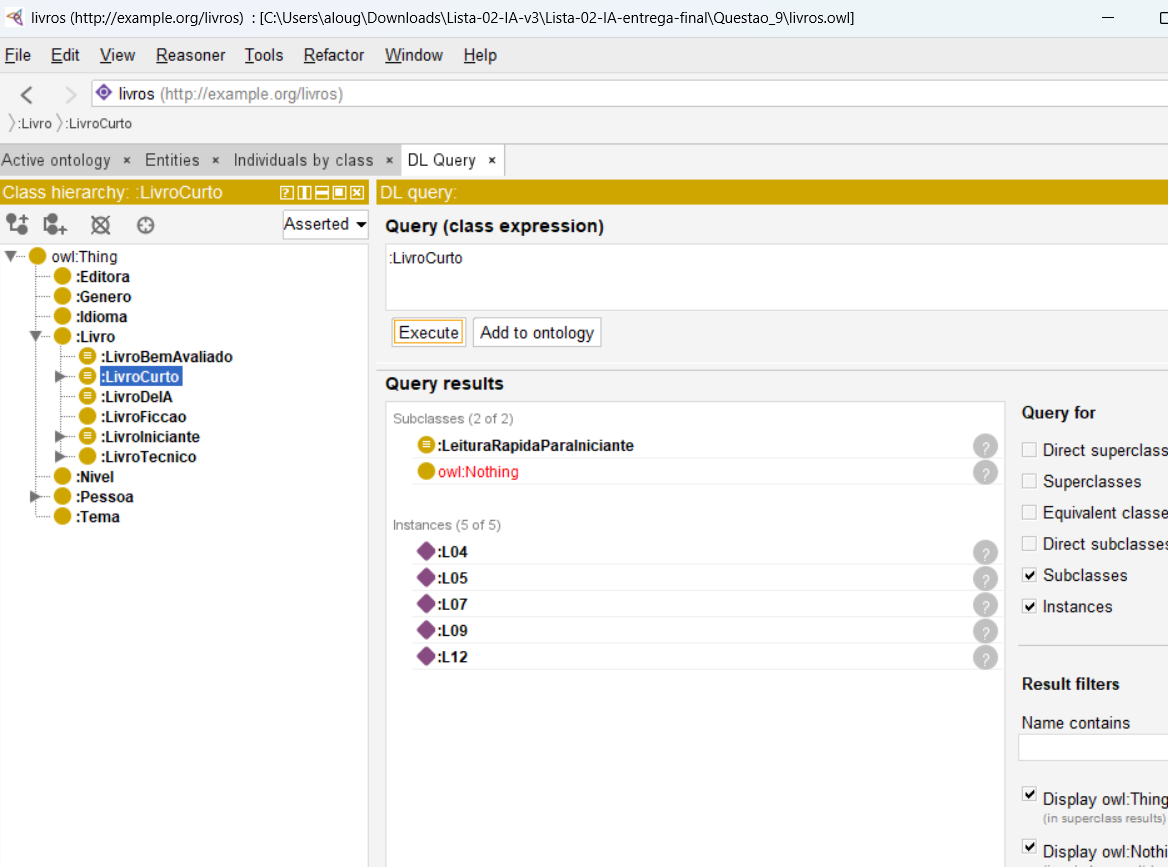 livros (http://example.org/livros)  : [C:\Users\aloug\Downloads\Lista-02-IA-v3\Lista-02-IA-entrega-final\Questao_9\livros.owl]
File Edit View Reasoner Tools Refactor Window Help
livros (http://example.org/livros)
:Livro :LivroCurto
Active ontology × Entities × Individuals by class × DL Query ×
Class hierarchy: :LivroCurto
Asserted
owl:Thing
:Editora
:Genero
:Idioma
:Livro
:LivroBemAvaliado
:LivroCurto
:LivroDeIA
:LivroFiccao
:LivroIniciante
:LivroTecnico
:Nivel
:Pessoa
:Tema
DL query:
Query (class expression)
:LivroCurto
Execute Add to ontology
Query results
Subclasses (2 of 2)
:LeituraRapidaParaIniciante ?
owl:Nothing ?
Instances (5 of 5)
:L04 ?
:L05 ?
:L07 ?
:L09 ?
:L12 ?
Query for
Direct superclass
Superclasses
Equivalent classe
Direct subclasses
Subclasses
Instances
Result filters
Name contains
Display owl:Thing
(in superclass results)
Display owl:Nothi